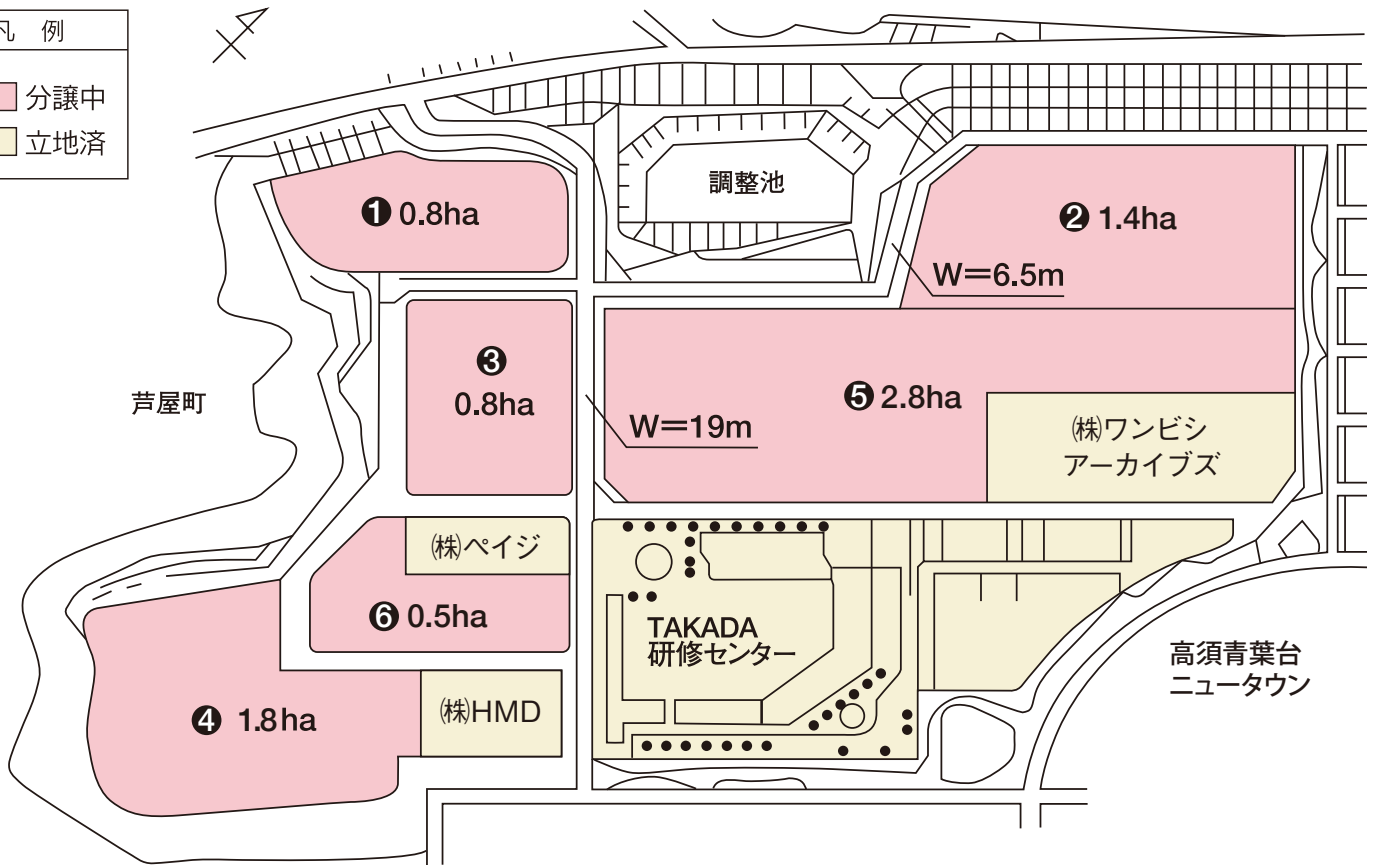 凡 例
分譲中
立地済
❶ 0.8ha
調整池
❷ 1.4ha
W=6.5m
❸
0.8ha
芦屋町
W=19m
❺ 2.8ha
㈱ワンビシ
アーカイブズ
㈱ペイジ
❻ 0.5ha
TAKADA
研修センター
高須青葉台
ニュータウン
❹ 1.8ha
㈱HMD